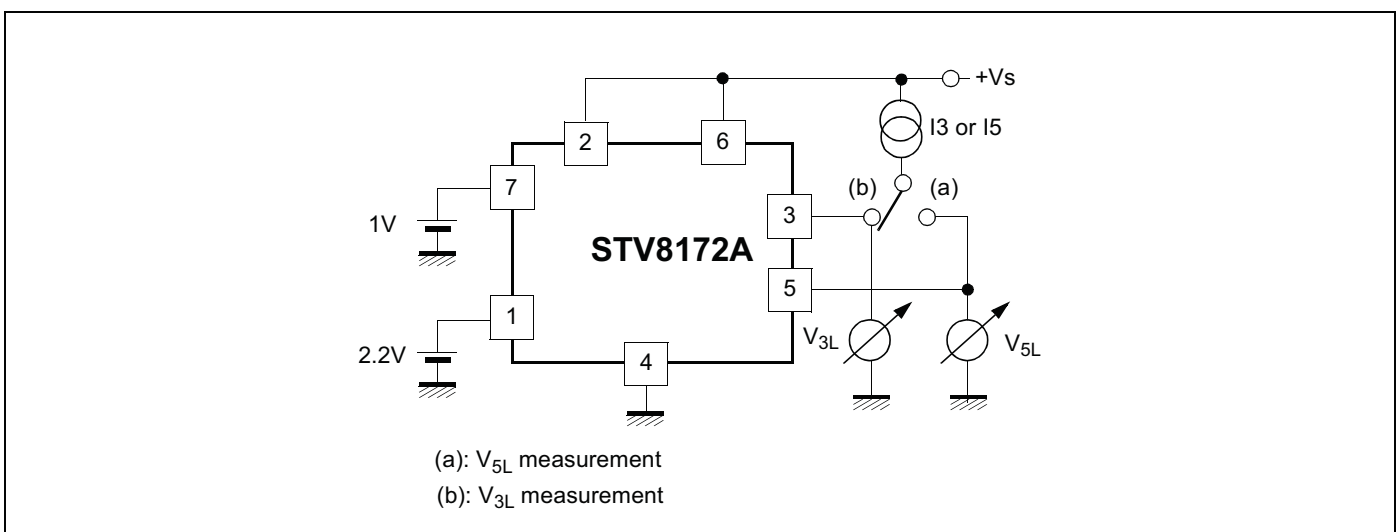 +Vs
I3 or I5
2
6
(b)
(a)
7
3
1V
STV8172A
5
1
V3L
V5L
2.2V
4
(a): V5L measurement
(b): V3L measurement